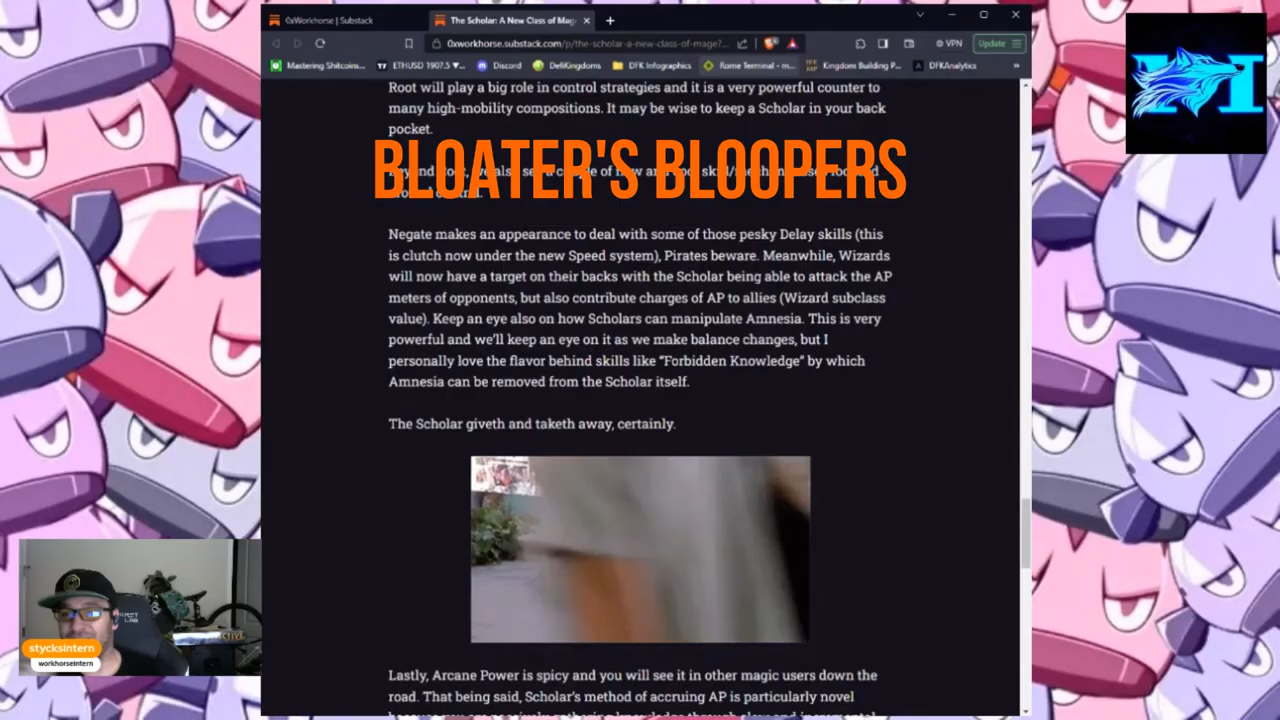 0xWorkhorse | Substack
The Scholar: A New Class of Mag
0xworkhorse.substack.com/p/the-scholar-a-new-class-of-mage?...
VPN
Update
Mastering Shitcoins...
ETHUSD 1907.5
Discord
DefiKingdoms
DFK Infographics
Rome Terminal - m...
Kingdom Building P...
DFKAnalytics
Root will play a big role in control strategies and it is a very powerful counter to
many high-mobility compositions. It may be wise to keep a Scholar in your back
pocket.
BLOATER'S BLOOPERS
Negate makes an appearance to deal with some of those pesky Delay skills (this
is clutch now under the new Speed system), Pirates beware. Meanwhile, Wizards
will now have a target on their backs with the Scholar being able to attack the AP
meters of opponents, but also contribute charges of AP to allies (Wizard subclass
value). Keep an eye also on how Scholars can manipulate Amnesia. This is very
powerful and we'll keep an eye on it as we make balance changes, but I
personally love the flavor behind skills like “Forbidden Knowledge” by which
Amnesia can be removed from the Scholar itself.
The Scholar giveth and taketh away, certainly.
stycksintern
workhorseintern
Lastly, Arcane Power is spicy and you will see it in other magic users down the
road. That being said, Scholar's method of accruing AP is particularly novel